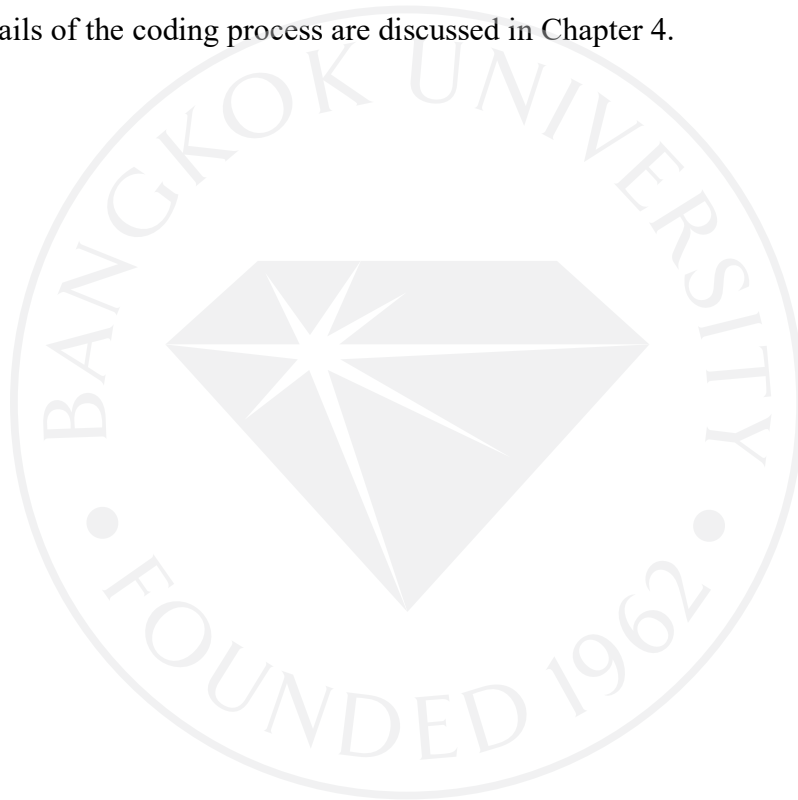 ails of the coding process are discussed in Chapter 4.
BANGKOK UNIVERSITY
FOUNDED 1962